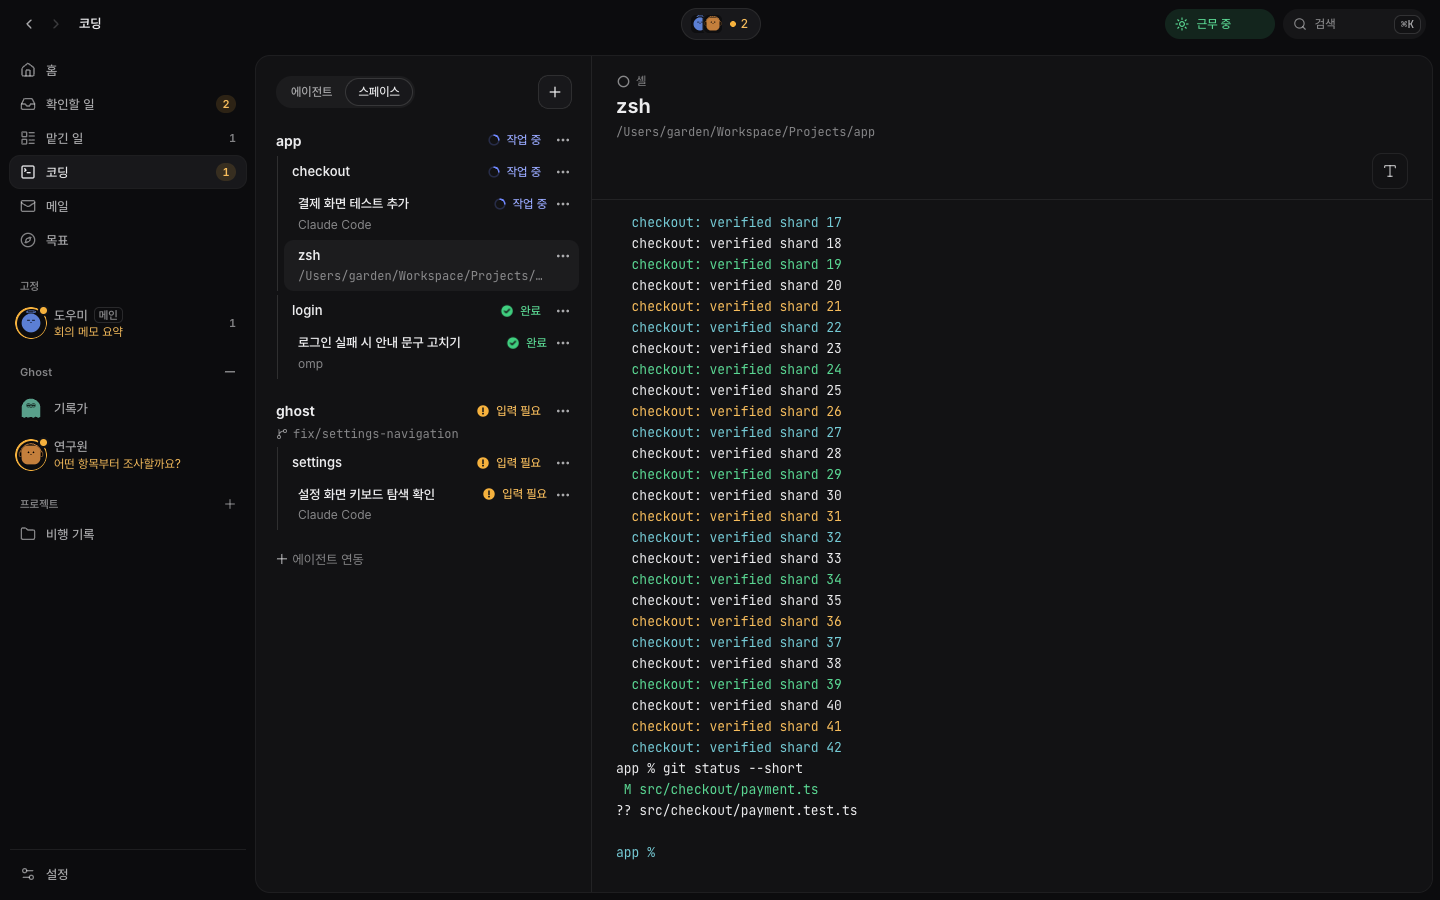 코딩
2
근무 중
검색
⌘K
홈
확인할 일
2
맡긴 일
1
코딩
1
메일
목표
고정
도우미
메인
회의 메모 요약
1
Ghost
기록가
연구원
어떤 항목부터 조사할까요?
프로젝트
비행 기록
설정
에이전트
스페이스
app
작업 중
checkout
작업 중
결제 화면 테스트 추가
작업 중
Claude Code
zsh
/Users/garden/Workspace/Projects/…
login
완료
로그인 실패 시 안내 문구 고치기
완료
omp
ghost
입력 필요
fix/settings-navigation
settings
입력 필요
설정 화면 키보드 탐색 확인
입력 필요
Claude Code
에이전트 연동
셸
zsh
/Users/garden/Workspace/Projects/app
checkout: verified shard 17
checkout: verified shard 18
checkout: verified shard 19
checkout: verified shard 20
checkout: verified shard 21
checkout: verified shard 22
checkout: verified shard 23
checkout: verified shard 24
checkout: verified shard 25
checkout: verified shard 26
checkout: verified shard 27
checkout: verified shard 28
checkout: verified shard 29
checkout: verified shard 30
checkout: verified shard 31
checkout: verified shard 32
checkout: verified shard 33
checkout: verified shard 34
checkout: verified shard 35
checkout: verified shard 36
checkout: verified shard 37
checkout: verified shard 38
checkout: verified shard 39
checkout: verified shard 40
checkout: verified shard 41
checkout: verified shard 42
app % git status --short
M src/checkout/payment.ts
?? src/checkout/payment.test.ts
app %